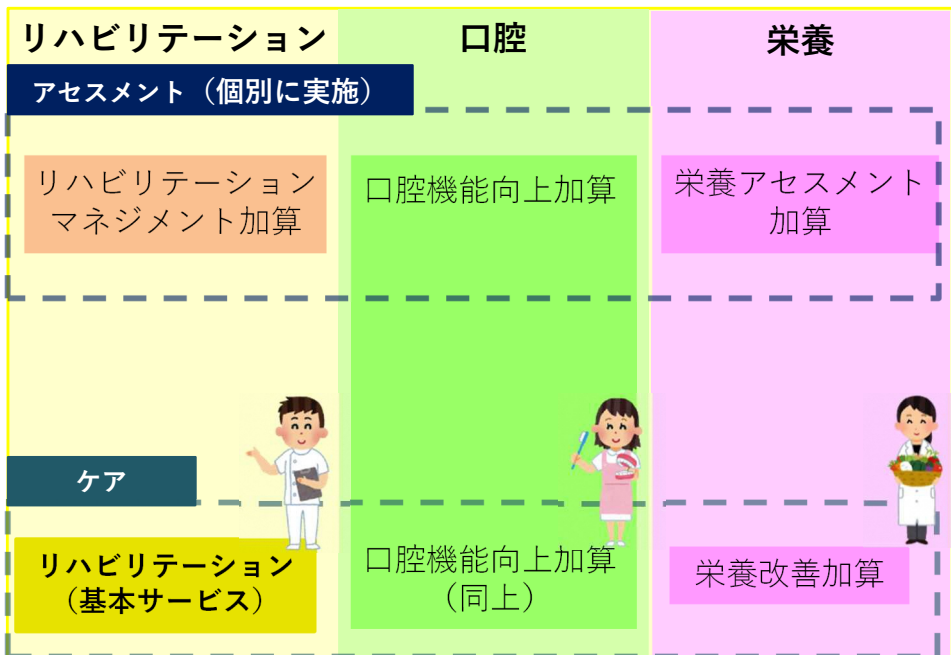 リハビリテーション
口腔
栄養
アセスメント（個別に実施）
リハビリテーション
マネジメント加算
口腔機能向上加算
栄養アセスメント
加算
ケア
リハビリテーション
（基本サービス）
口腔機能向上加算
（同上）
栄養改善加算